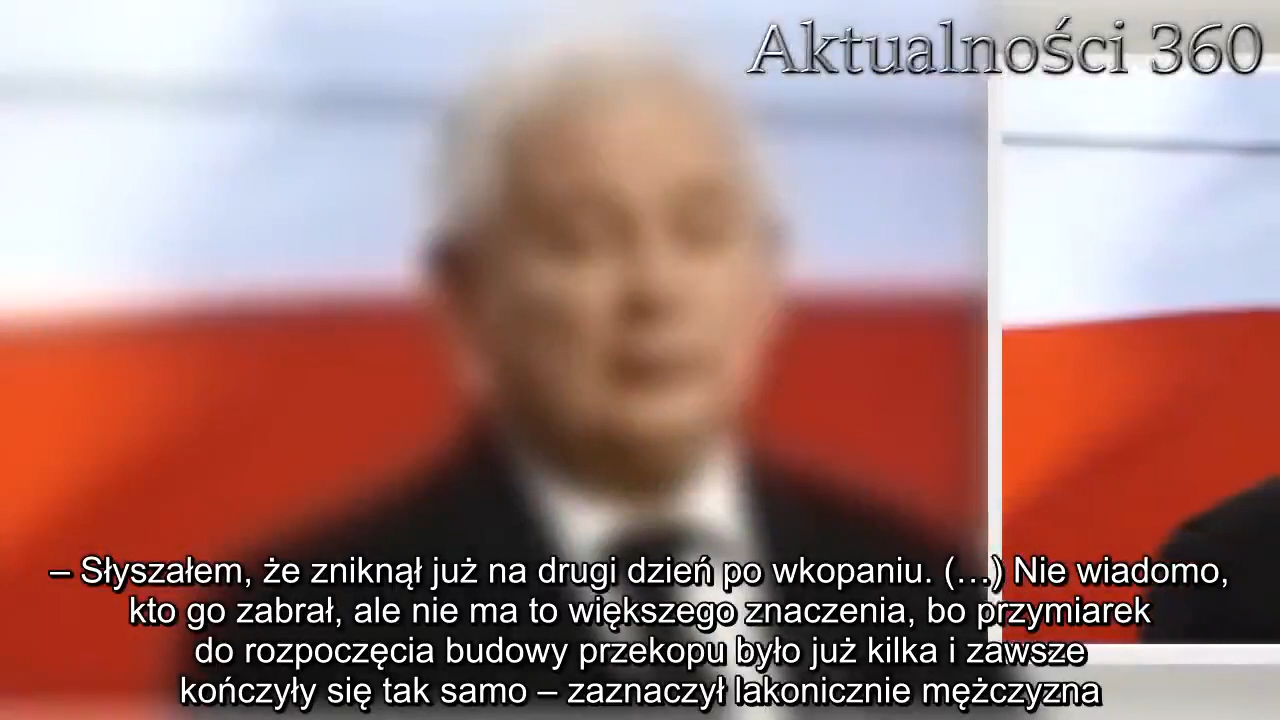 Aktualności 360
– Słyszałem, że zniknął już na drugi dzień po wkopaniu. (…) Nie wiadomo,
kto go zabrał, ale nie ma to większego znaczenia, bo przymiarek
do rozpoczęcia budowy przekopu było już kilka i zawsze
kończyły się tak samo – zaznaczył lakonicznie mężczyzna